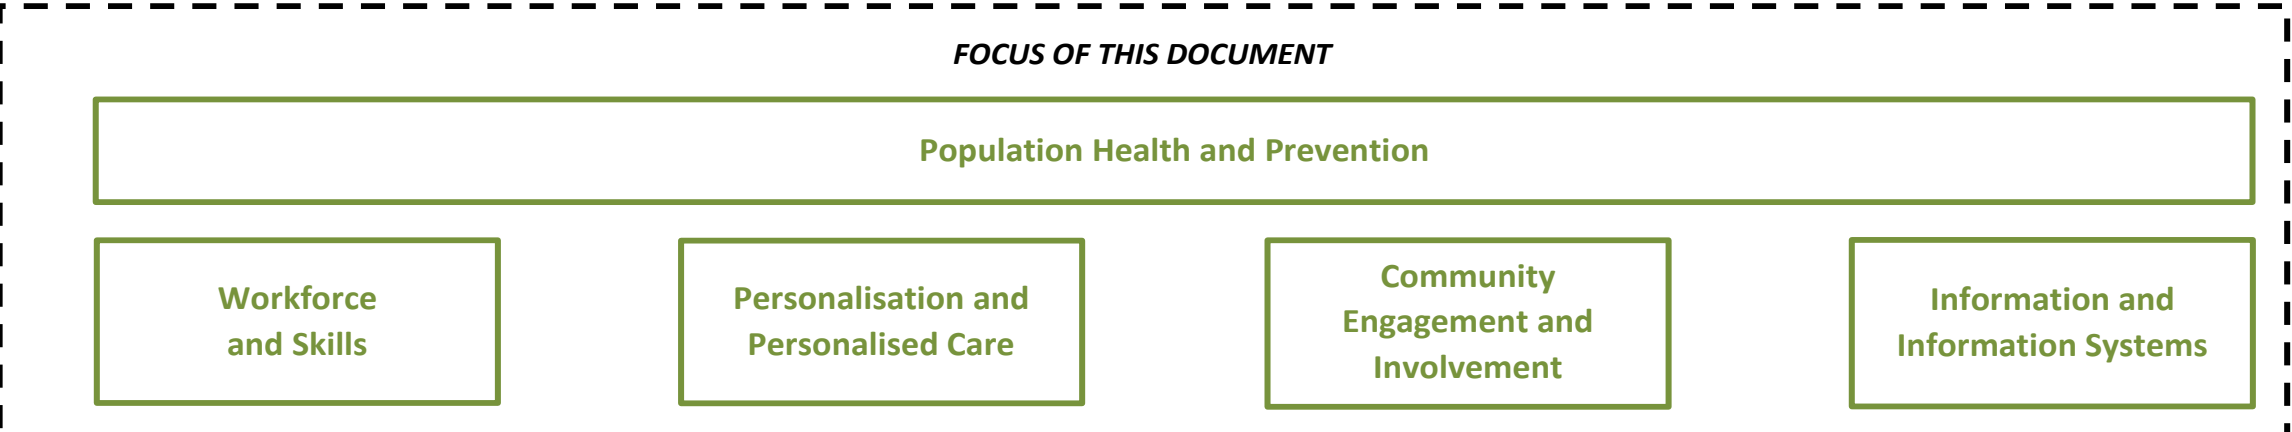 FOCUS OF THIS DOCUMENT
Population Health and Prevention
Workforce
and Skills
Personalisation and
Personalised Care
Community
Engagement and
Involvement
Information and
Information Systems